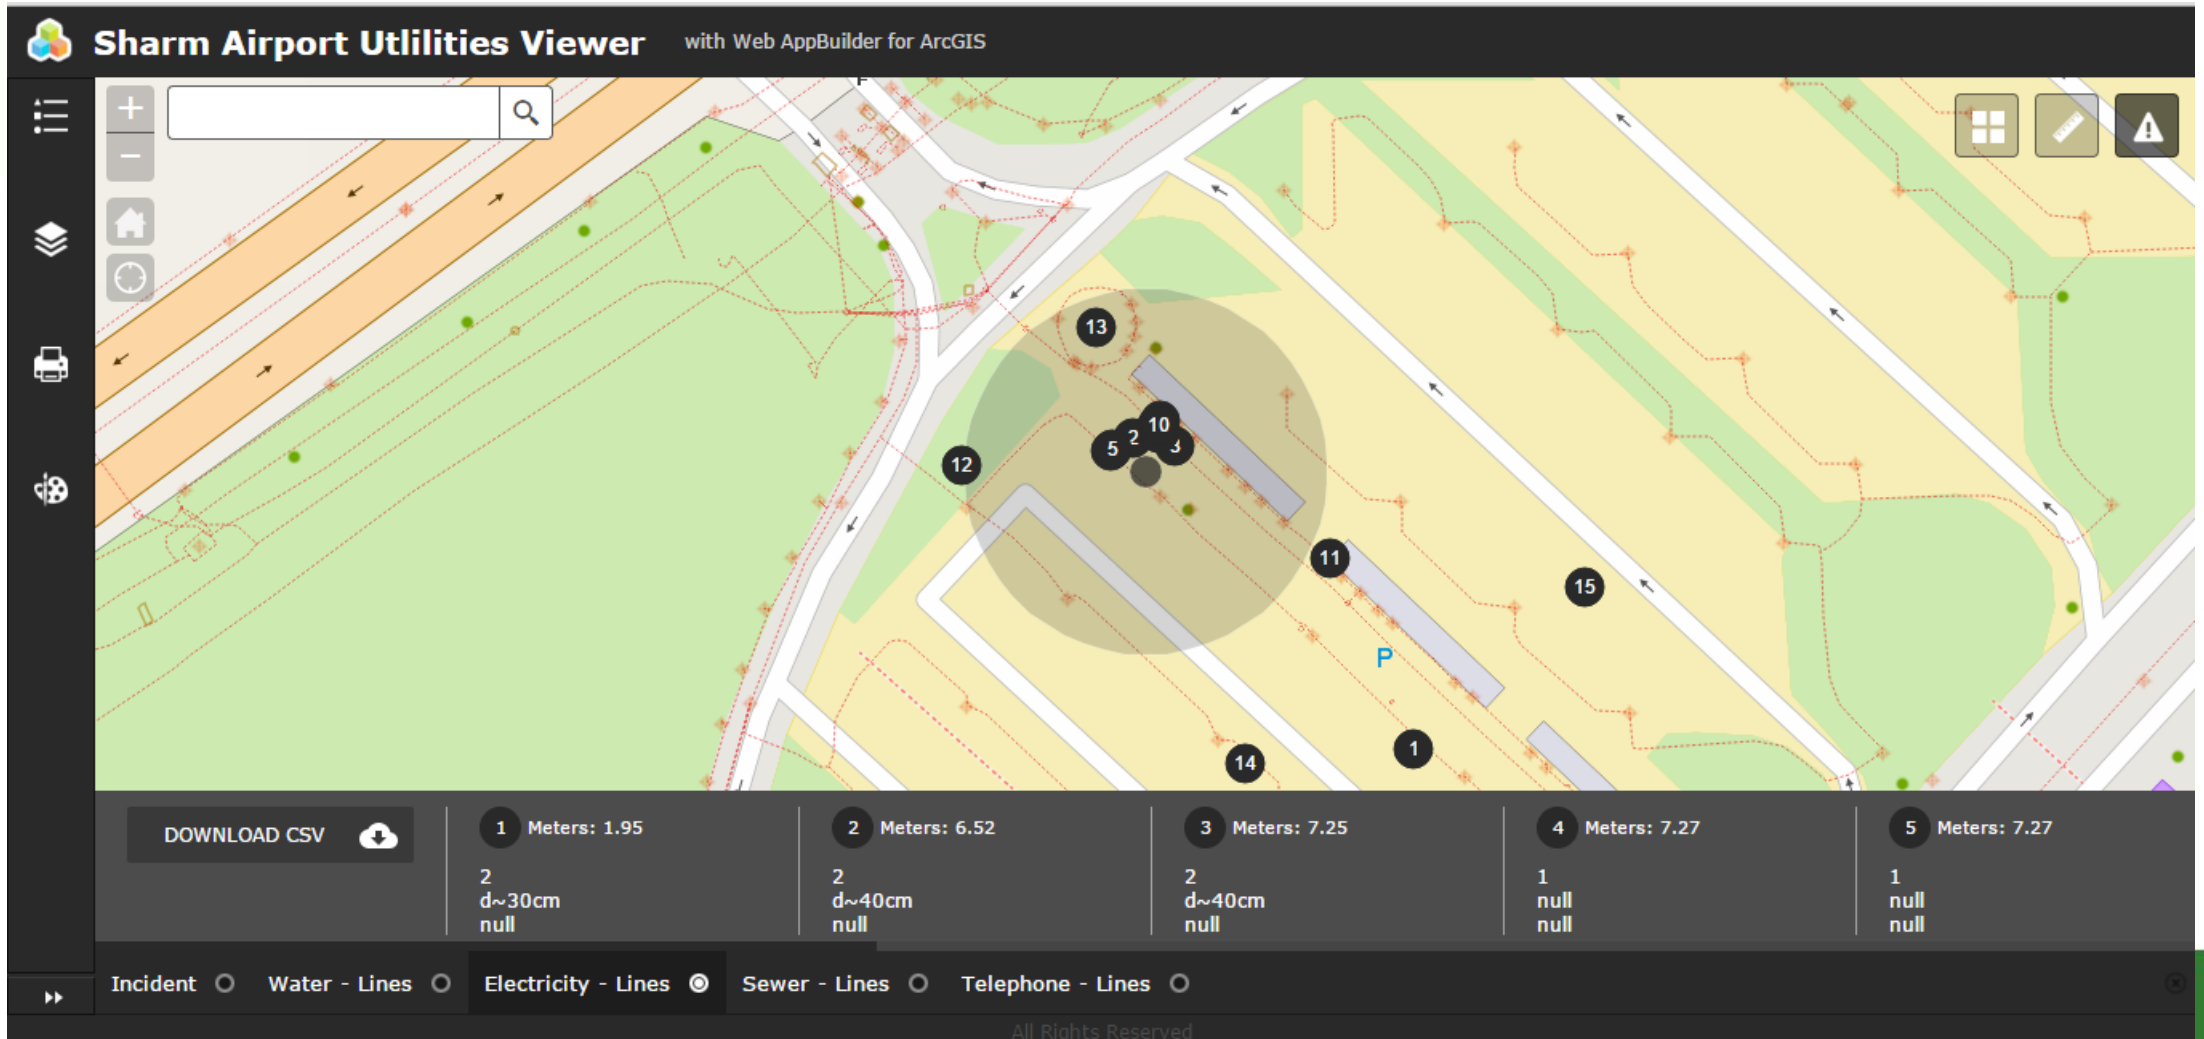 Sharm Airport Utlilities Viewer with Web AppBuilder for ArcGIS
+
−
13
10
2
5
3
12
11
15
P
1
14
DOWNLOAD CSV
1 Meters: 1.95
2
d~30cm
null
2 Meters: 6.52
2
d~40cm
null
3 Meters: 7.25
2
d~40cm
null
4 Meters: 7.27
1
null
null
5 Meters: 7.27
1
null
null
Incident Water - Lines Electricity - Lines Sewer - Lines Telephone - Lines
All Rights Reserved